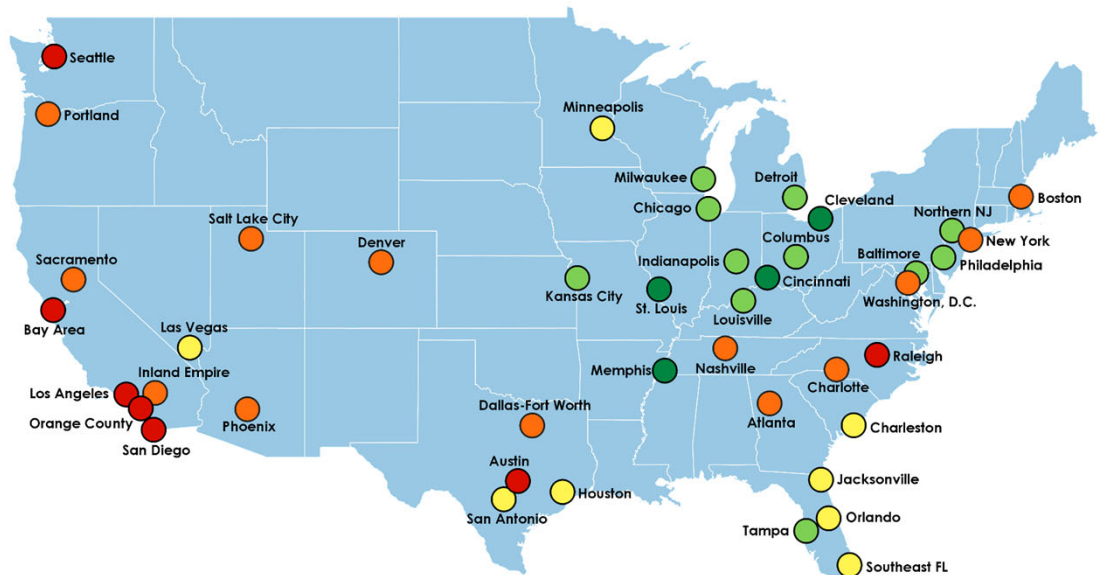 Seattle
Portland
Minneapolis
Milwaukee
Detroit
Cleveland
Boston
Chicago
Northern NJ
Salt Lake City
Columbus
New York
Denver
Baltimore
Sacramento
Indianapolis
Philadelphia
Cincinnati
Kansas City
St. Louis
Washington, D.C.
Louisville
Bay Area
Las Vegas
Raleigh
Inland Empire
Memphis
Nashville
Charlotte
Los Angeles
Dallas-Fort Worth
Orange County
Phoenix
Atlanta
Charleston
San Diego
Austin
Jacksonville
Houston
San Antonio
Orlando
Tampa
Southeast FL